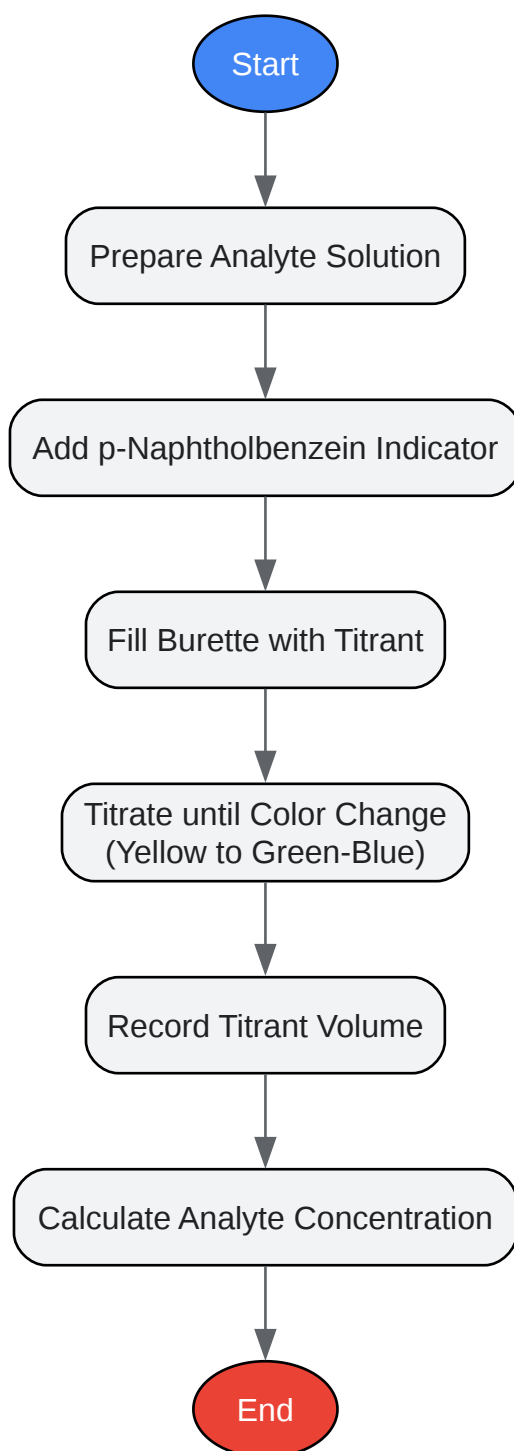 Start
Prepare Analyte Solution
Add p-Naphtholbenzein Indicator
Fill Burette with Titrant
Titrate until Color Change
(Yellow to Green-Blue)
Record Titrant Volume
Calculate Analyte Concentration
End